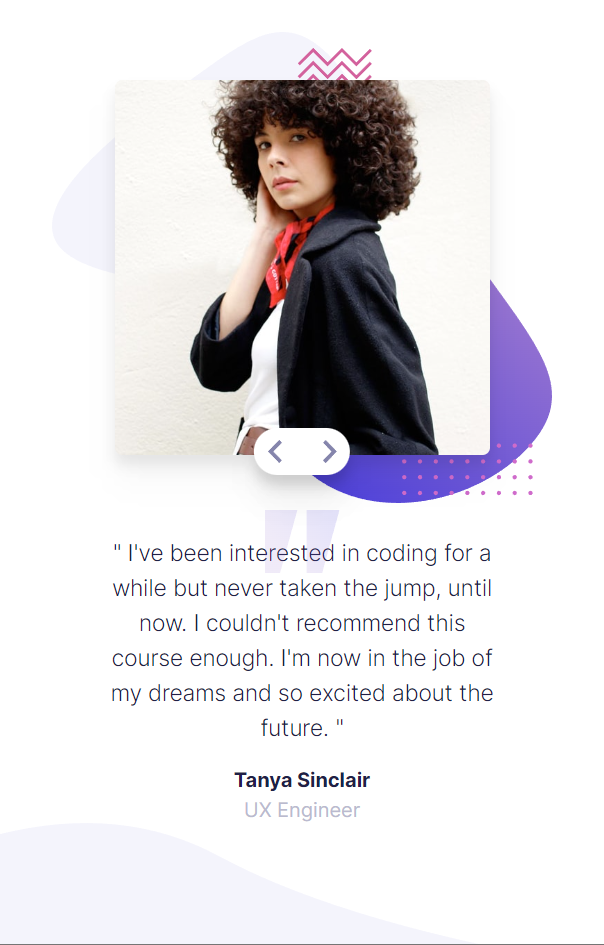 " I've been interested in coding for a
while but never taken the jump, until
now. I couldn't recommend this
course enough. I'm now in the job of
my dreams and so excited about the
future. "
Tanya Sinclair
UX Engineer